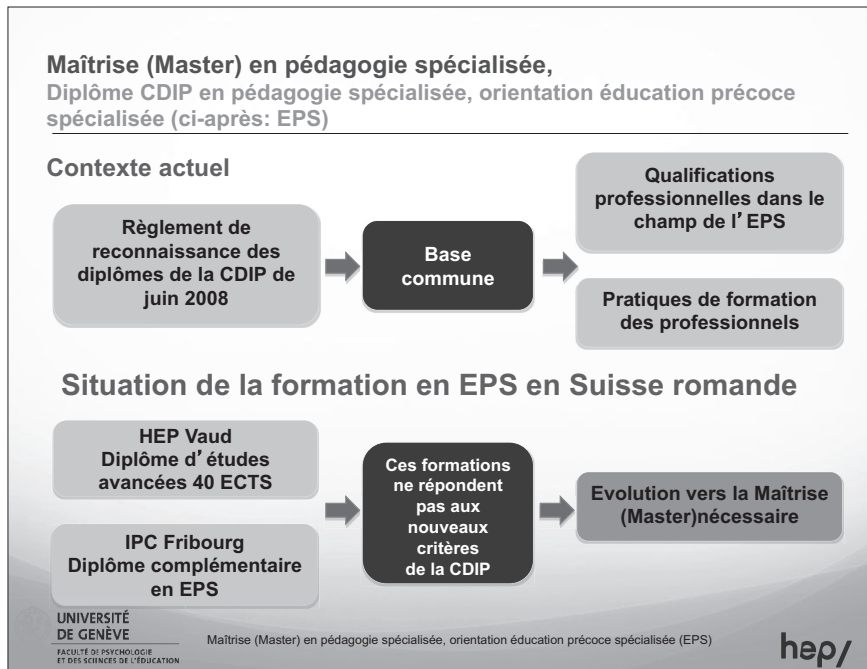 Maîtrise (Master) en pédagogie spécialisée,
Diplôme CDIP en pédagogie spécialisée, orientation éducation précoce
spécialisée (ci-après: EPS)
Contexte actuel
Règlement de
reconnaissance des
diplômes de la CDIP de
juin 2008
Base
commune
Qualifications
professionnelles dans le
champ de l'EPS
Pratiques de formation
des professionnels
Situation de la formation en EPS en Suisse romande
HEP Vaud
Diplôme d'études
avancées 40 ECTS
IPC Fribourg
Diplôme complémentaire
en EPS
Ces formations
ne répondent
pas aux
nouveaux
critères
de la CDIP
Evolution vers la Maîtrise
(Master)nécessaire
UNIVERSITÉ
DE GENÈVE
FACULTÉ DE PSYCHOLOGIE
ET DES SCIENCES DE L'ÉDUCATION
Maîtrise (Master) en pédagogie spécialisée, orientation éducation précoce spécialisée (EPS)
hep/